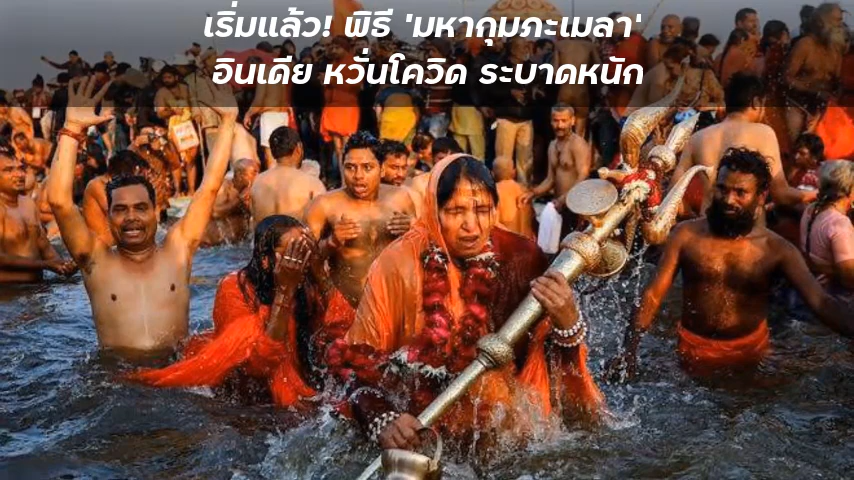 เริ่มแล้ว! พิธี 'มหากุมภะเมลา'
อินเดีย หวั่นโควิด ระบาดหนัก